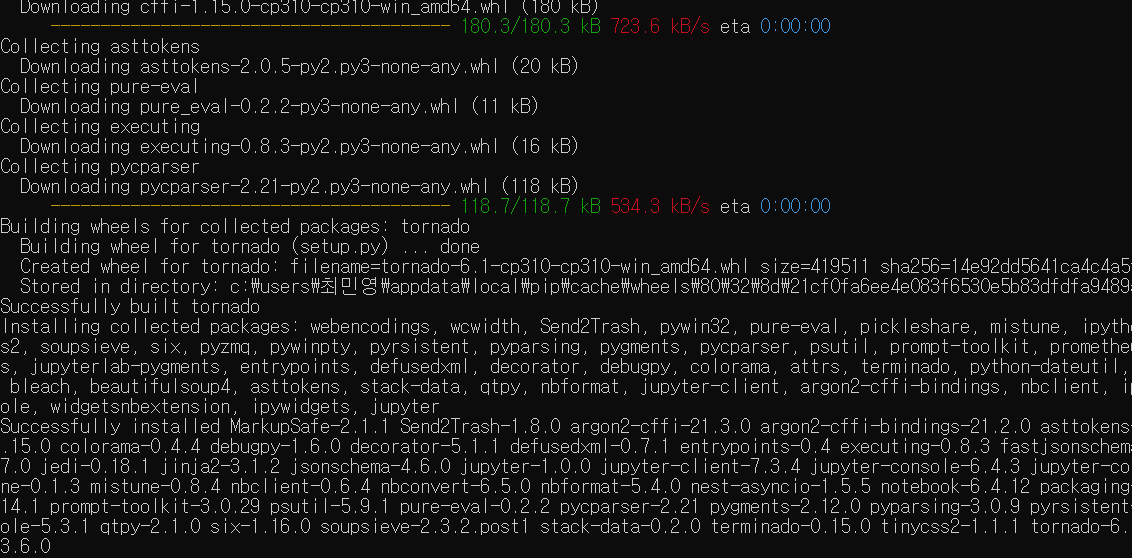 Downloading cffi-1.15.0-cp310-cp310-win_amd64.whl (180 kB)
---------------------------------------- 180.3/180.3 kB 723.6 kB/s eta 0:00:00
Collecting asttokens
Downloading asttokens-2.0.5-py2.py3-none-any.whl (20 kB)
Collecting pure-eval
Downloading pure_eval-0.2.2-py3-none-any.whl (11 kB)
Collecting executing
Downloading executing-0.8.3-py2.py3-none-any.whl (16 kB)
Collecting pycparser
Downloading pycparser-2.21-py2.py3-none-any.whl (118 kB)
---------------------------------------- 118.7/118.7 kB 534.3 kB/s eta 0:00:00
Building wheels for collected packages: tornado
Building wheel for tornado (setup.py) ... done
Created wheel for tornado: filename=tornado-6.1-cp310-cp310-win_amd64.whl size=419511 sha256=14e92dd5641ca4c4a5
Stored in directory: c:₩users₩최민영₩appdata₩local₩pip₩cache₩wheels₩80₩32₩8d₩21cf0fa6ee4e083f6530e5b83dfdfa9489
Successfully built tornado
Installing collected packages: webencodings, wcwidth, Send2Trash, pywin32, pure-eval, pickleshare, mistune, ipyth
s2, soupsieve, six, pyzmq, pywinpty, pyrsistent, pyparsing, pygments, pycparser, psutil, prompt-toolkit, prometheu
s, jupyterlab-pygments, entrypoints, defusedxml, decorator, debugpy, colorama, attrs, terminado, python-dateutil,
bleach, beautifulsoup4, asttokens, stack-data, qtpy, nbformat, jupyter-client, argon2-cffi-bindings, nbclient, ip
ole, widgetsnbextension, ipywidgets, jupyter
Successfully installed MarkupSafe-2.1.1 Send2Trash-1.8.0 argon2-cffi-21.3.0 argon2-cffi-bindings-21.2.0 asttokens-
.15.0 colorama-0.4.4 debugpy-1.6.0 decorator-5.1.1 defusedxml-0.7.1 entrypoints-0.4 executing-0.8.3 fastjsonschem
7.0 jedi-0.18.1 jinja2-3.1.2 jsonschema-4.6.0 jupyter-1.0.0 jupyter-client-7.3.4 jupyter-console-6.4.3 jupyter-co
ne-0.1.3 mistune-0.8.4 nbclient-0.6.4 nbconvert-6.5.0 nbformat-5.4.0 nest-asyncio-1.5.5 notebook-6.4.12 packaging-
14.1 prompt-toolkit-3.0.29 psutil-5.9.1 pure-eval-0.2.2 pycparser-2.21 pygments-2.12.0 pyparsing-3.0.9 pyrsistent-
ole-5.3.1 qtpy-2.1.0 six-1.16.0 soupsieve-2.3.2.post1 stack-data-0.2.0 terminado-0.15.0 tinycss2-1.1.1 tornado-6.
3.6.0